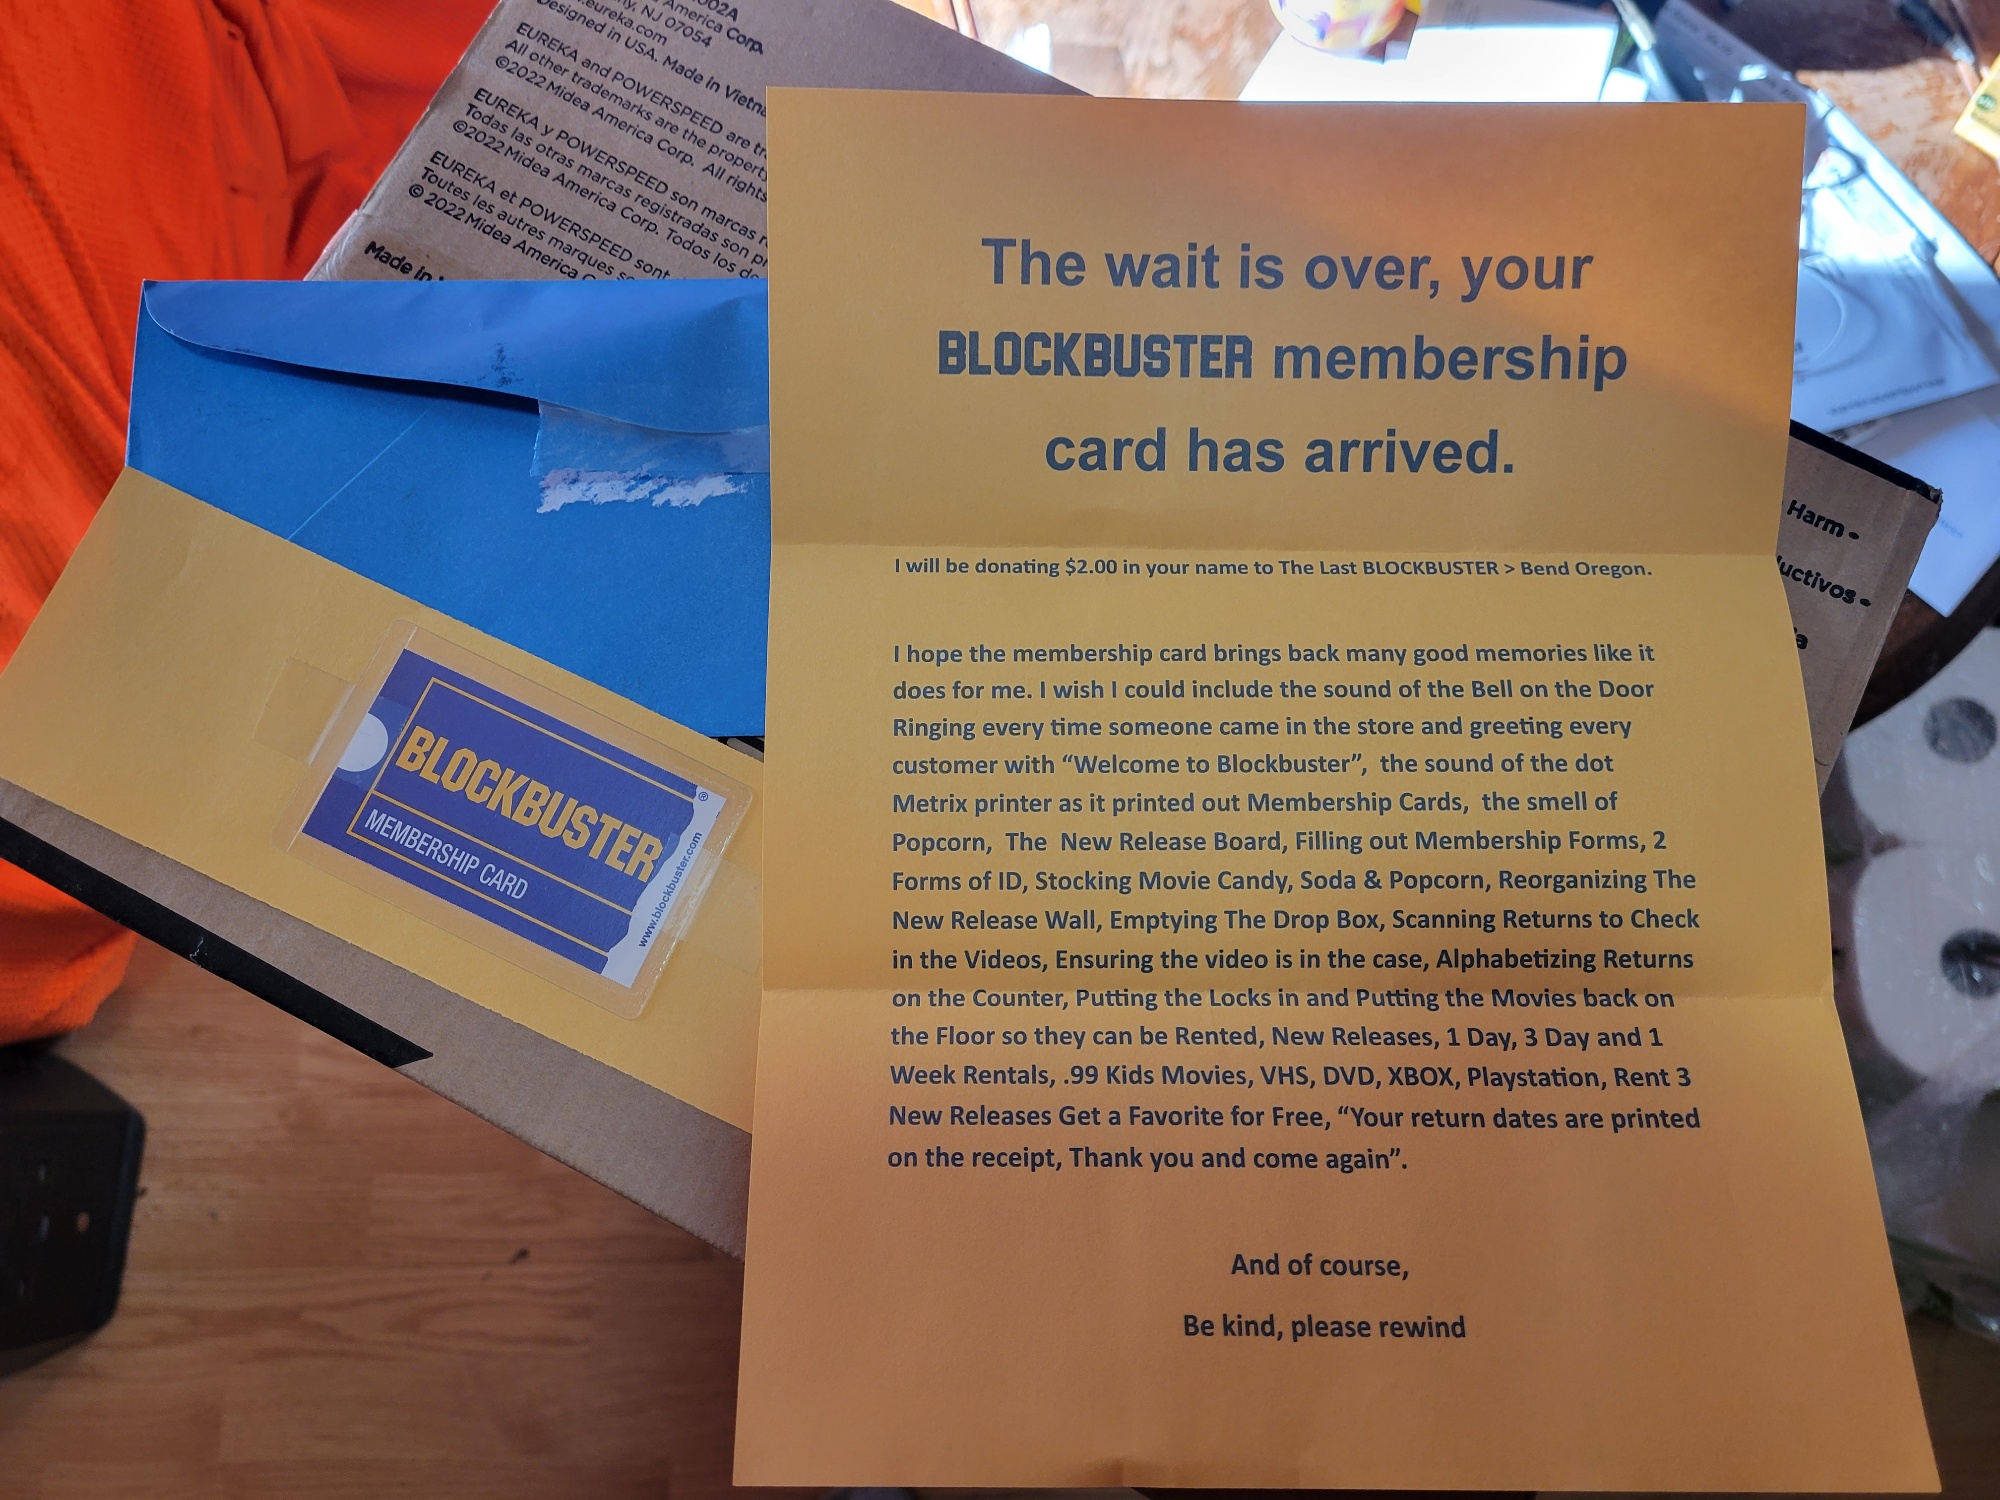 002A
America Corp.
ny, NJ 07054
.eureka.com
Designed in USA. Made in Vietna
EUREKA and POWERSPEED are tr
All other trademarks are the property
©2022 Midea America Corp. All rights
EUREKA y POWERSPEED son marcas r
Todas las otras marcas registradas son pr
©2022 Midea America Corp. Todos los de
EUREKA et POWERSPEED sont
Toutes les autres marques so
© 2022 Midea America C
Made in
The wait is over, your
BLOCKBUSTER membership
card has arrived.
I will be donating $2.00 in your name to The Last BLOCKBUSTER > Bend Oregon.
I hope the membership card brings back many good memories like it
does for me. I wish I could include the sound of the Bell on the Door
Ringing every time someone came in the store and greeting every
customer with “Welcome to Blockbuster”, the sound of the dot
Metrix printer as it printed out Membership Cards, the smell of
Popcorn, The New Release Board, Filling out Membership Forms, 2
Forms of ID, Stocking Movie Candy, Soda & Popcorn, Reorganizing The
New Release Wall, Emptying The Drop Box, Scanning Returns to Check
in the Videos, Ensuring the video is in the case, Alphabetizing Returns
on the Counter, Putting the Locks in and Putting the Movies back on
the Floor so they can be Rented, New Releases, 1 Day, 3 Day and 1
Week Rentals, .99 Kids Movies, VHS, DVD, XBOX, Playstation, Rent 3
New Releases Get a Favorite for Free, “Your return dates are printed
on the receipt, Thank you and come again”.
And of course,
Be kind, please rewind
BLOCKBUSTER®
MEMBERSHIP CARD
www.blockbuster.com
Harm -
uctivos -